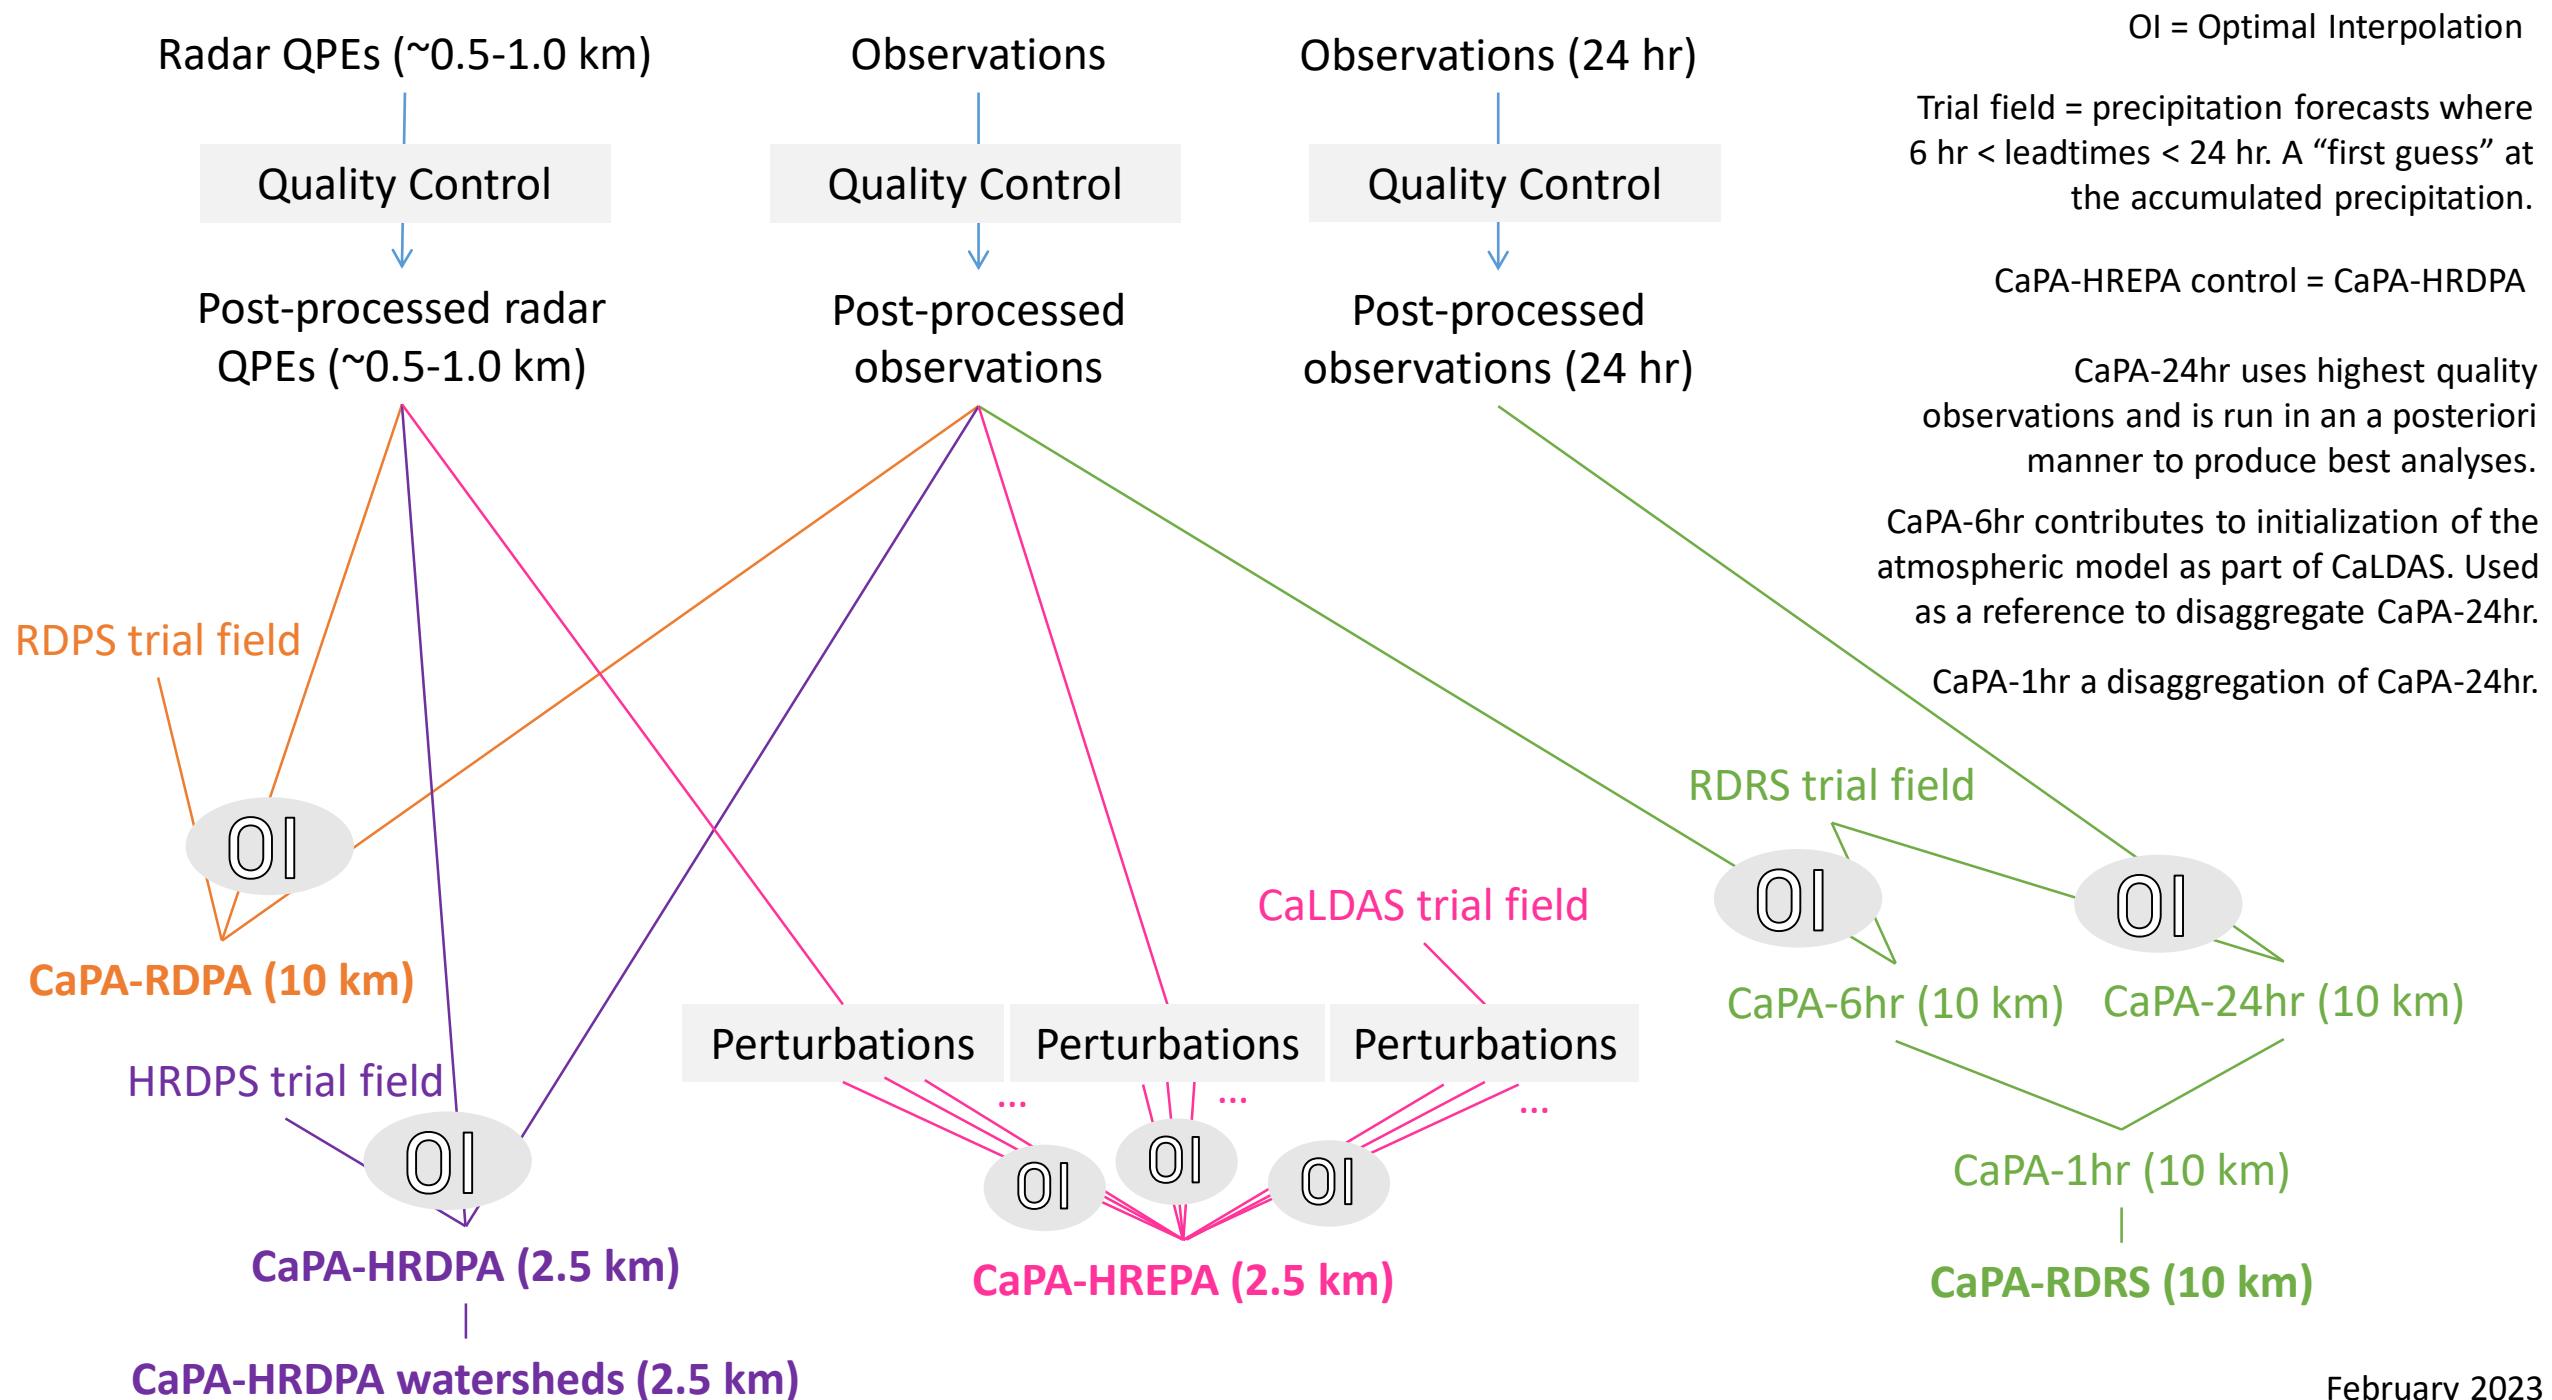 Radar QPEs (~0.5-1.0 km)
Observations
Observations (24 hr)
OI = Optimal Interpolation
Quality Control
Quality Control
Quality Control
Trial field = precipitation forecasts where
6 hr < leadtimes < 24 hr. A “first guess” at
the accumulated precipitation.
Post-processed radar
QPEs (~0.5-1.0 km)
Post-processed
observations
Post-processed
observations (24 hr)
CaPA-HREPA control = CaPA-HRDPA
CaPA-24hr uses highest quality
observations and is run in an a posteriori
manner to produce best analyses.
CaPA-6hr contributes to initialization of the
atmospheric model as part of CaLDAS. Used
as a reference to disaggregate CaPA-24hr.
CaPA-1hr a disaggregation of CaPA-24hr.
RDPS trial field
OI
CaPA-RDPA (10 km)
HRDPS trial field
OI
CaPA-HRDPA (2.5 km)
CaPA-HRDPA watersheds (2.5 km)
CaLDAS trial field
Perturbations
Perturbations
Perturbations
...
...
...
OI
OI
OI
CaPA-HREPA (2.5 km)
RDRS trial field
OI
OI
CaPA-6hr (10 km)
CaPA-24hr (10 km)
CaPA-1hr (10 km)
CaPA-RDRS (10 km)
February 2023